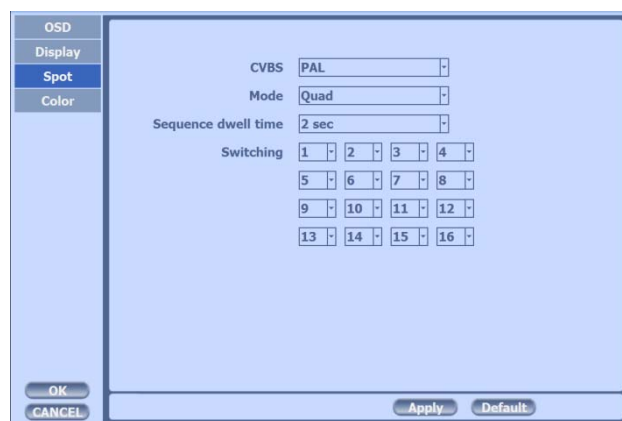 OSD
Display
Spot
Color
CVBS PAL
Mode Quad
Sequence dwell time 2 sec
Switching 1 2 3 4
5 6 7 8
9 10 11 12
13 14 15 16
OK
CANCEL
Apply Default